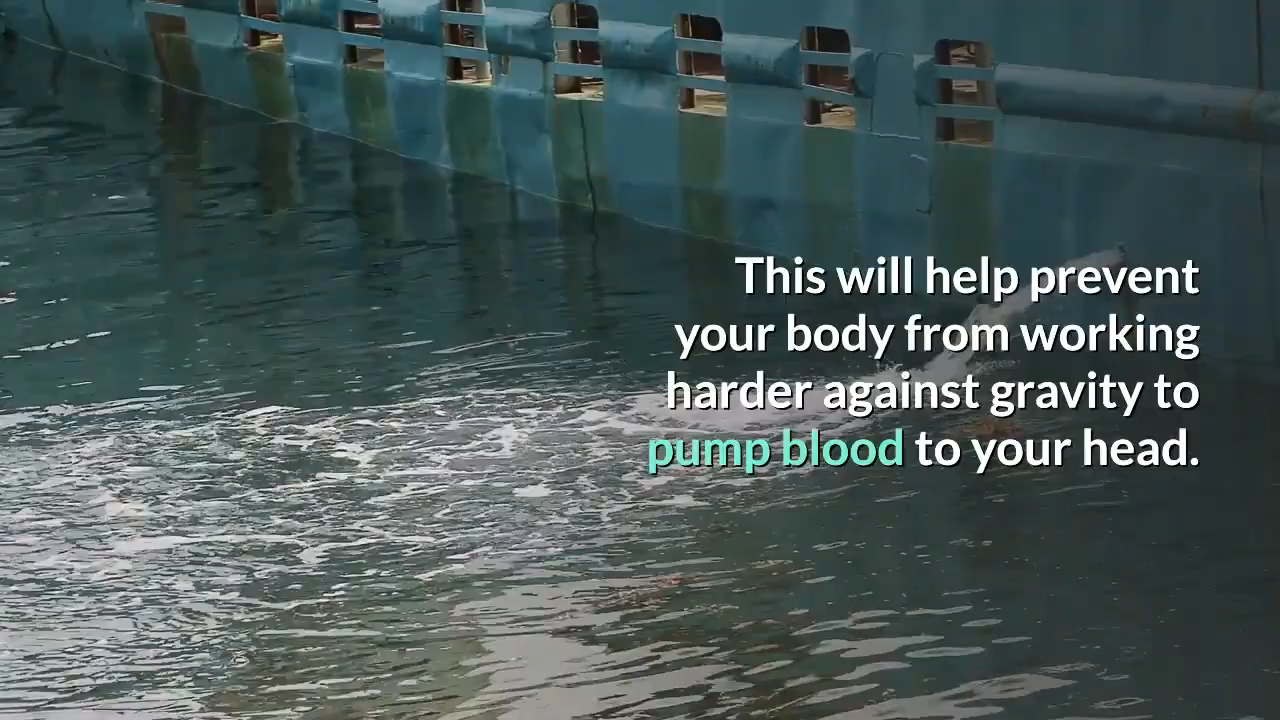 This will help prevent
your body from working
harder against gravity to
pump blood to your head.